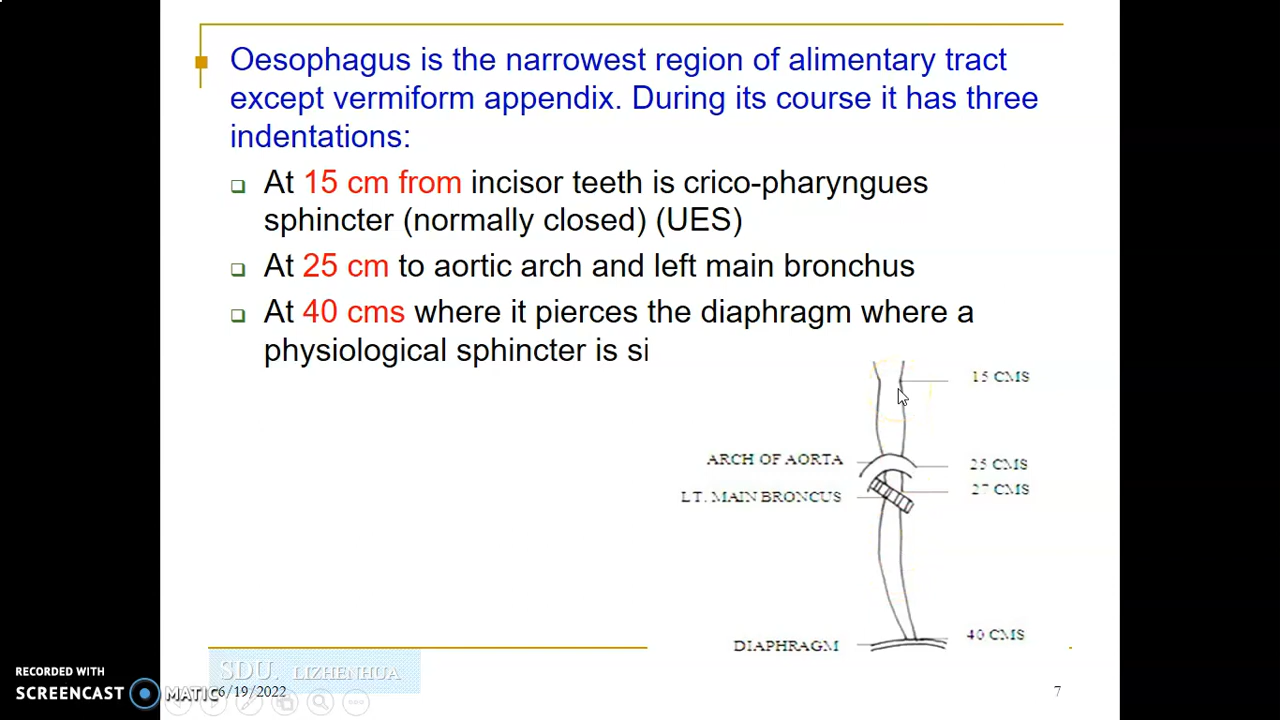 Oesophagus is the narrowest region of alimentary tract
except vermiform appendix. During its course it has three
indentations:
At 15 cm from incisor teeth is crico-pharyngues
sphincter (normally closed) (UES)
At 25 cm to aortic arch and left main bronchus
At 40 cms where it pierces the diaphragm where a
physiological sphincter is si
15 CMS
ARCH OF AORTA
25 CMS
27 CMS
LT. MAIN BRONCUS
40 CMS
DIAPHRAGM
SDU. LIZHENHUA
RECORDED WITH
SCREENCAST MATIC
6/19/2022
7